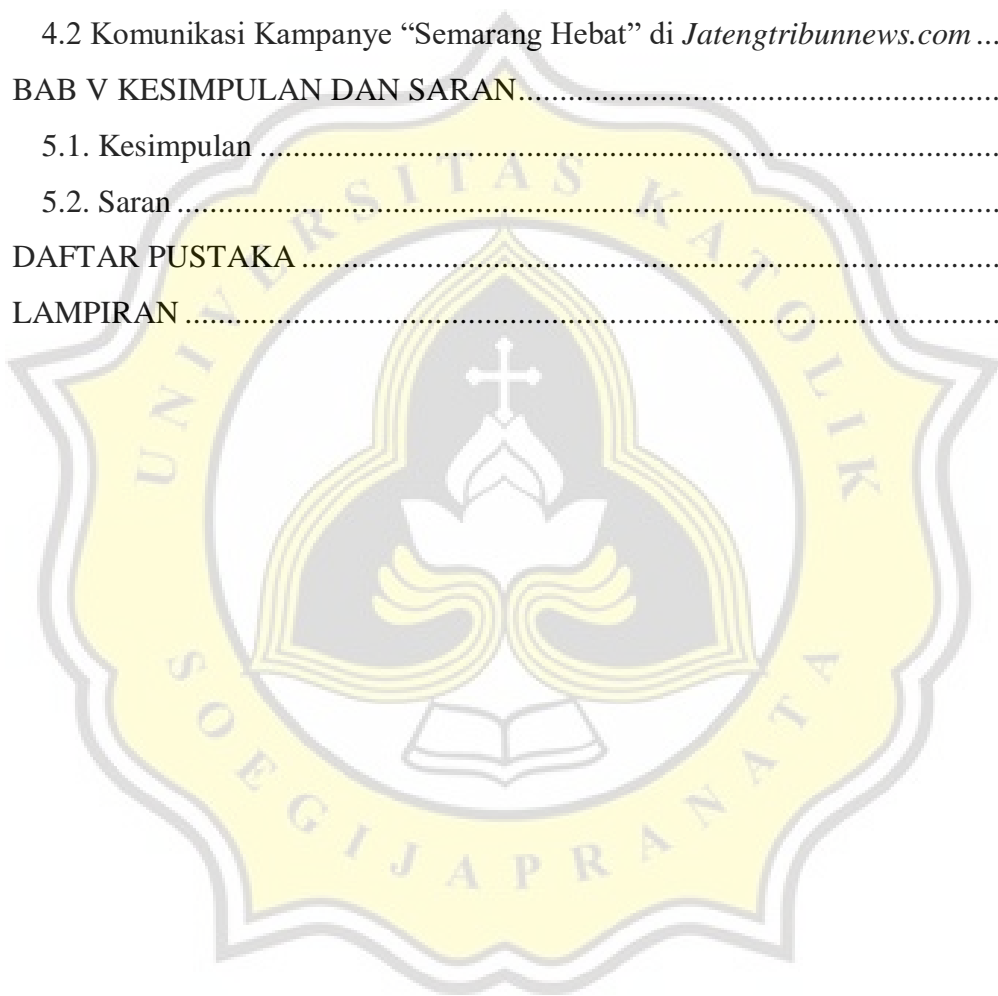 4.2 Komunikasi Kampanye “Semarang Hebat” di Jatengtribunnews.com ...
BAB V KESIMPULAN DAN SARAN..........................................................
5.1. Kesimpulan ............................................................................................
5.2. Saran .......................................................................................................
DAFTAR PUSTAKA .....................................................................................
LAMPIRAN ...................................................................................................
UNIVERSITAS KATOLIK
SOEGIJAPRANATA